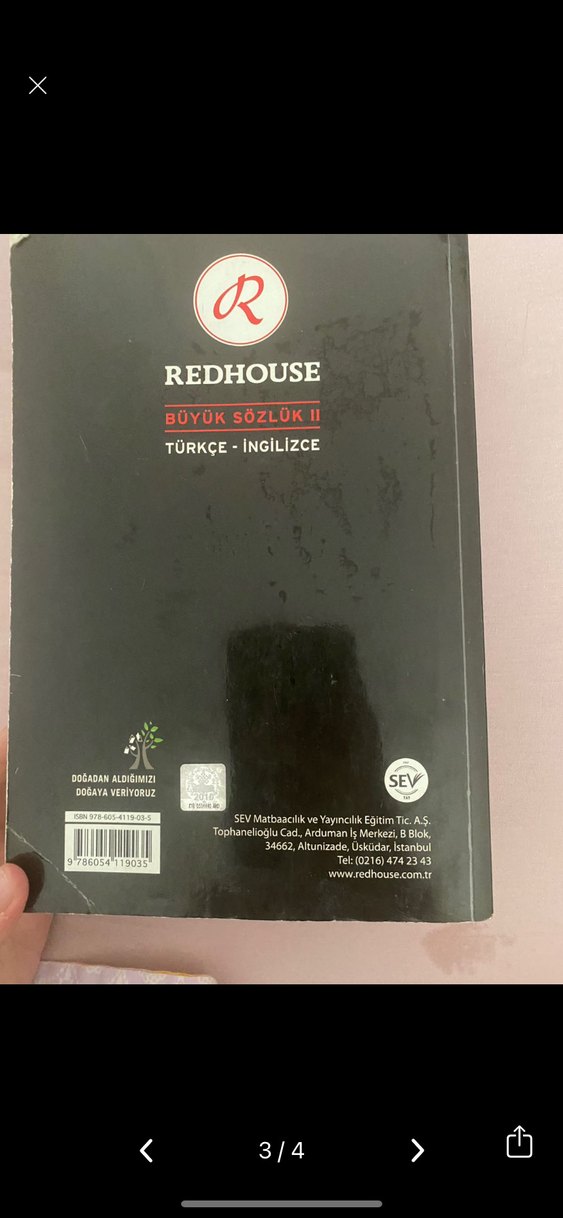 R
REDHOUSE
BÜYÜK SÖZLÜK II
TÜRKÇE - İNGİLİZCE
DOĞADAN ALDIĞIMIZI
DOĞAYA VERİYORUZ
2010
SEV
YAY
ISBN 978-605-4119-03-5
9 786054 119035
SEV Matbaacılık ve Yayıncılık Eğitim Tic. A.Ş.
Tophanelioğlu Cad., Arduman İş Merkezi, B Blok,
34662, Altunizade, Üsküdar, İstanbul
Tel: (0216) 474 23 43
www.redhouse.com.tr
3 / 4